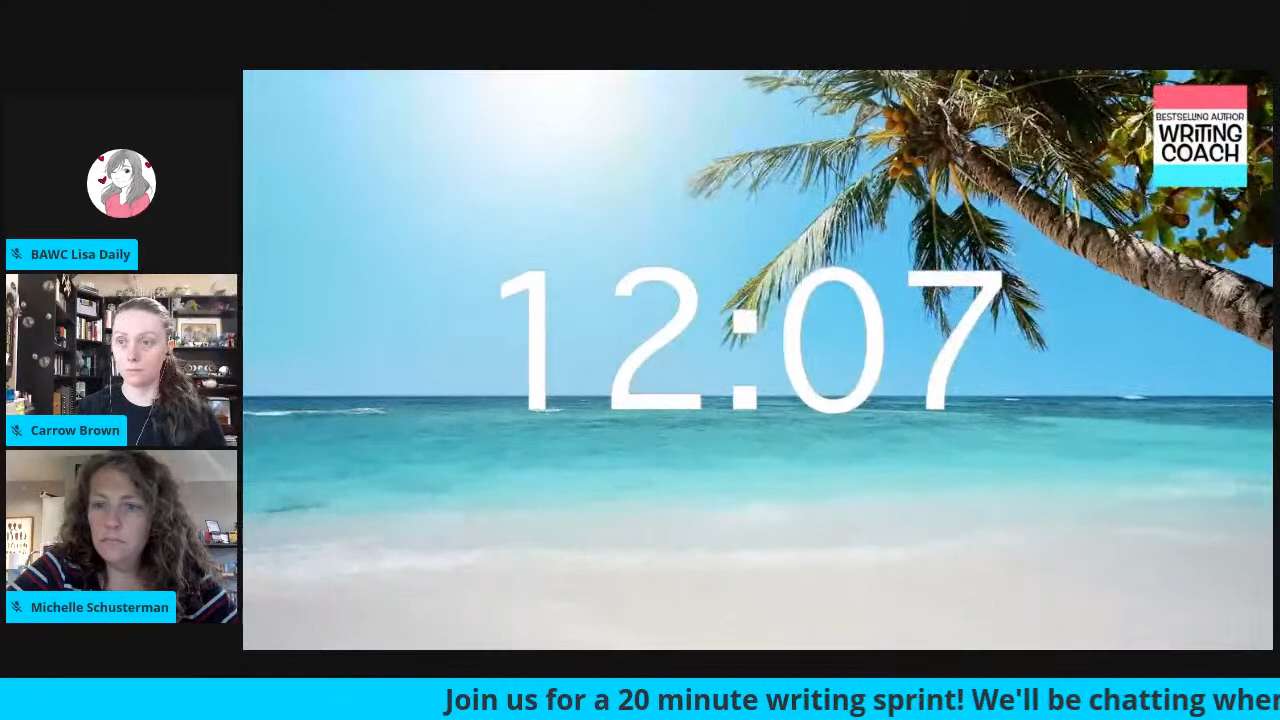 BAWC Lisa Daily
Carrow Brown
Michelle Schusterman
12:07
BESTSELLING AUTHOR
WRITING
COACH
Join us for a 20 minute writing sprint! We'll be chatting when